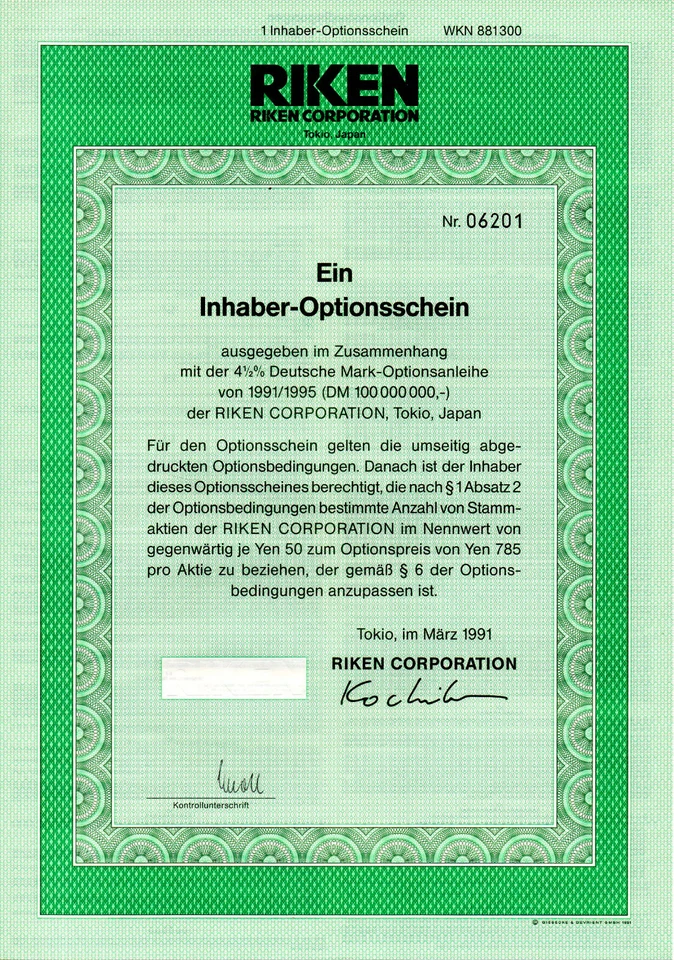 1 Inhaber-Optionsschein WKN 881300
RIKEN
RIKEN CORPORATION
Tokio, Japan
Nr. 06201
Ein
Inhaber-Optionsschein
ausgegeben im Zusammenhang
mit der 4½% Deutsche Mark-Optionsanleihe
von 1991/1995 (DM 100 000 000,-)
der RIKEN CORPORATION, Tokio, Japan
Für den Optionsschein gelten die umseitig abge-
druckten Optionsbedingungen. Danach ist der Inhaber
dieses Optionsscheines berechtigt, die nach § 1 Absatz 2
der Optionsbedingungen bestimmte Anzahl von Stamm-
aktien der RIKEN CORPORATION im Nennwert von
gegenwärtig je Yen 50 zum Optionspreis von Yen 785
pro Aktie zu beziehen, der gemäß § 6 der Options-
bedingungen anzupassen ist.
Tokio, im März 1991
RIKEN CORPORATION
Kontrollunterschrift
GIESECKE & DEVRIENT GMBH 1991